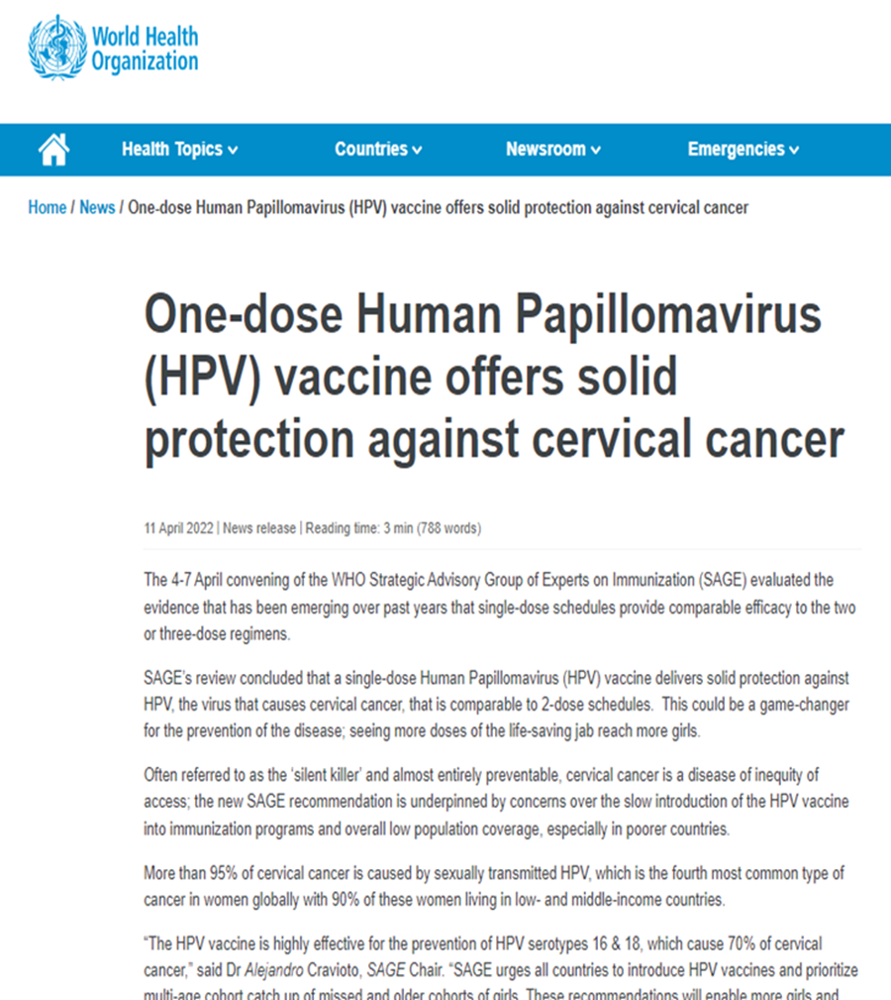 World Health
Organization
Health Topics
Countries
Newsroom
Emergencies
Home / News / One-dose Human Papillomavirus (HPV) vaccine offers solid protection against cervical cancer
One-dose Human Papillomavirus
(HPV) vaccine offers solid
protection against cervical cancer
11 April 2022 | News release | Reading time: 3 min (788 words)
The 4-7 April convening of the WHO Strategic Advisory Group of Experts on Immunization (SAGE) evaluated the
evidence that has been emerging over past years that single-dose schedules provide comparable efficacy to the two
or three-dose regimens.
SAGE's review concluded that a single-dose Human Papillomavirus (HPV) vaccine delivers solid protection against
HPV, the virus that causes cervical cancer, that is comparable to 2-dose schedules. This could be a game-changer
for the prevention of the disease; seeing more doses of the life-saving jab reach more girls.
Often referred to as the 'silent killer' and almost entirely preventable, cervical cancer is a disease of inequity of
access; the new SAGE recommendation is underpinned by concerns over the slow introduction of the HPV vaccine
into immunization programs and overall low population coverage, especially in poorer countries.
More than 95% of cervical cancer is caused by sexually transmitted HPV, which is the fourth most common type of
cancer in women globally with 90% of these women living in low- and middle-income countries.
"The HPV vaccine is highly effective for the prevention of HPV serotypes 16 & 18, which cause 70% of cervical
cancer," said Dr Alejandro Cravioto, SAGE Chair. "SAGE urges all countries to introduce HPV vaccines and prioritize
multi-age cohort catch up of missed and older cohorts of girls. These recommendations will enable more girls and